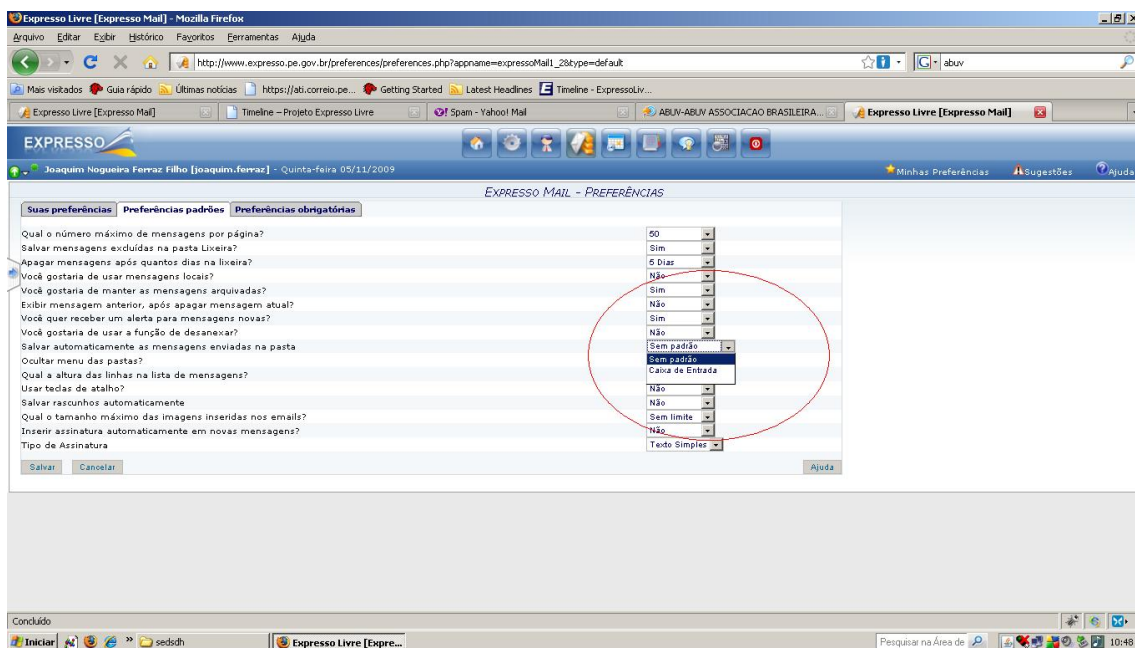 Expresso Livre [Expresso Mail] - Mozilla Firefox
Arquivo Editar Exibir Histórico Favoritos Ferramentas Ajuda
http://www.expresso.pe.gov.br/preferences/preferences.php?appname=expressoMail1_2&type=default
G abuv
Mais visitados Guia rápido Últimas notícias https://ati.correio.pe... Getting Started Latest Headlines Timeline - ExpressoLiv...
Expresso Livre [Expresso Mail] Timeline – Projeto Expresso Livre Spam - Yahoo! Mail ABUV-ABUV ASSOCIACAO BRASILEIRA... Expresso Livre [Expresso Mail]
EXPRESSO
Joaquim Nogueira Ferraz Filho [joaquim.ferraz] - Quinta-feira 05/11/2009 Minhas Preferências Sugestões Ajuda
Expresso Mail - Preferências
Suas preferências Preferências padrões Preferências obrigatórias
Qual o número máximo de mensagens por página? 50
Salvar mensagens excluídas na pasta Lixeira? Sim
Apagar mensagens após quantos dias na lixeira? 6 Dias
Você gostaria de usar mensagens locais? Não
Você gostaria de manter as mensagens arquivadas? Sim
Exibir mensagem anterior, após apagar mensagem atual? Não
Você quer receber um alerta para mensagens novas? Sim
Você gostaria de usar a função de desanexar? Não
Salvar automaticamente as mensagens enviadas na pasta Sem padrão
Ocultar menu das pastas? Sem padrão
Qual a altura das linhas na lista de mensagens? Caixa de Entrada
Usar teclas de atalho? Não
Salvar rascunhos automaticamente Não
Qual o tamanho máximo das imagens inseridas nos emails? Sem limite
Inserir assinatura automaticamente em novas mensagens? Não
Tipo de Assinatura Texto Simples
Salvar Cancelar Ajuda
Concluído
Iniciar » sedsdh Expresso Livre [Expre... Pesquisar na Área de 10:48